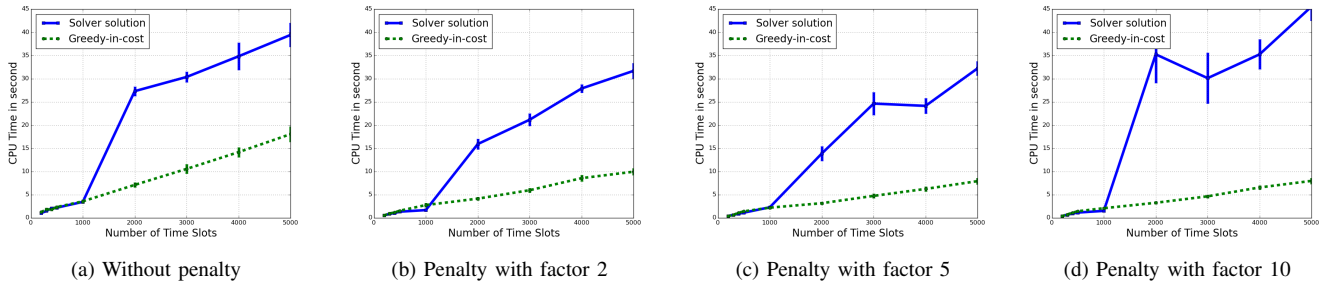 45
40
35
30
25
20
15
10
5
0
CPU Time in second
Solver solution
Greedy-in-cost
1000 2000 3000 4000 5000
Number of Time Slots
(a) Without penalty
45
40
35
30
25
20
15
10
5
0
CPU Time in second
Solver solution
Greedy-in-cost
1000 2000 3000 4000 5000
Number of Time Slots
(b) Penalty with factor 2
45
40
35
30
25
20
15
10
5
0
CPU Time in second
Solver solution
Greedy-in-cost
1000 2000 3000 4000 5000
Number of Time Slots
(c) Penalty with factor 5
45
40
35
30
25
20
15
10
5
0
CPU Time in second
Solver solution
Greedy-in-cost
1000 2000 3000 4000 5000
Number of Time Slots
(d) Penalty with factor 10